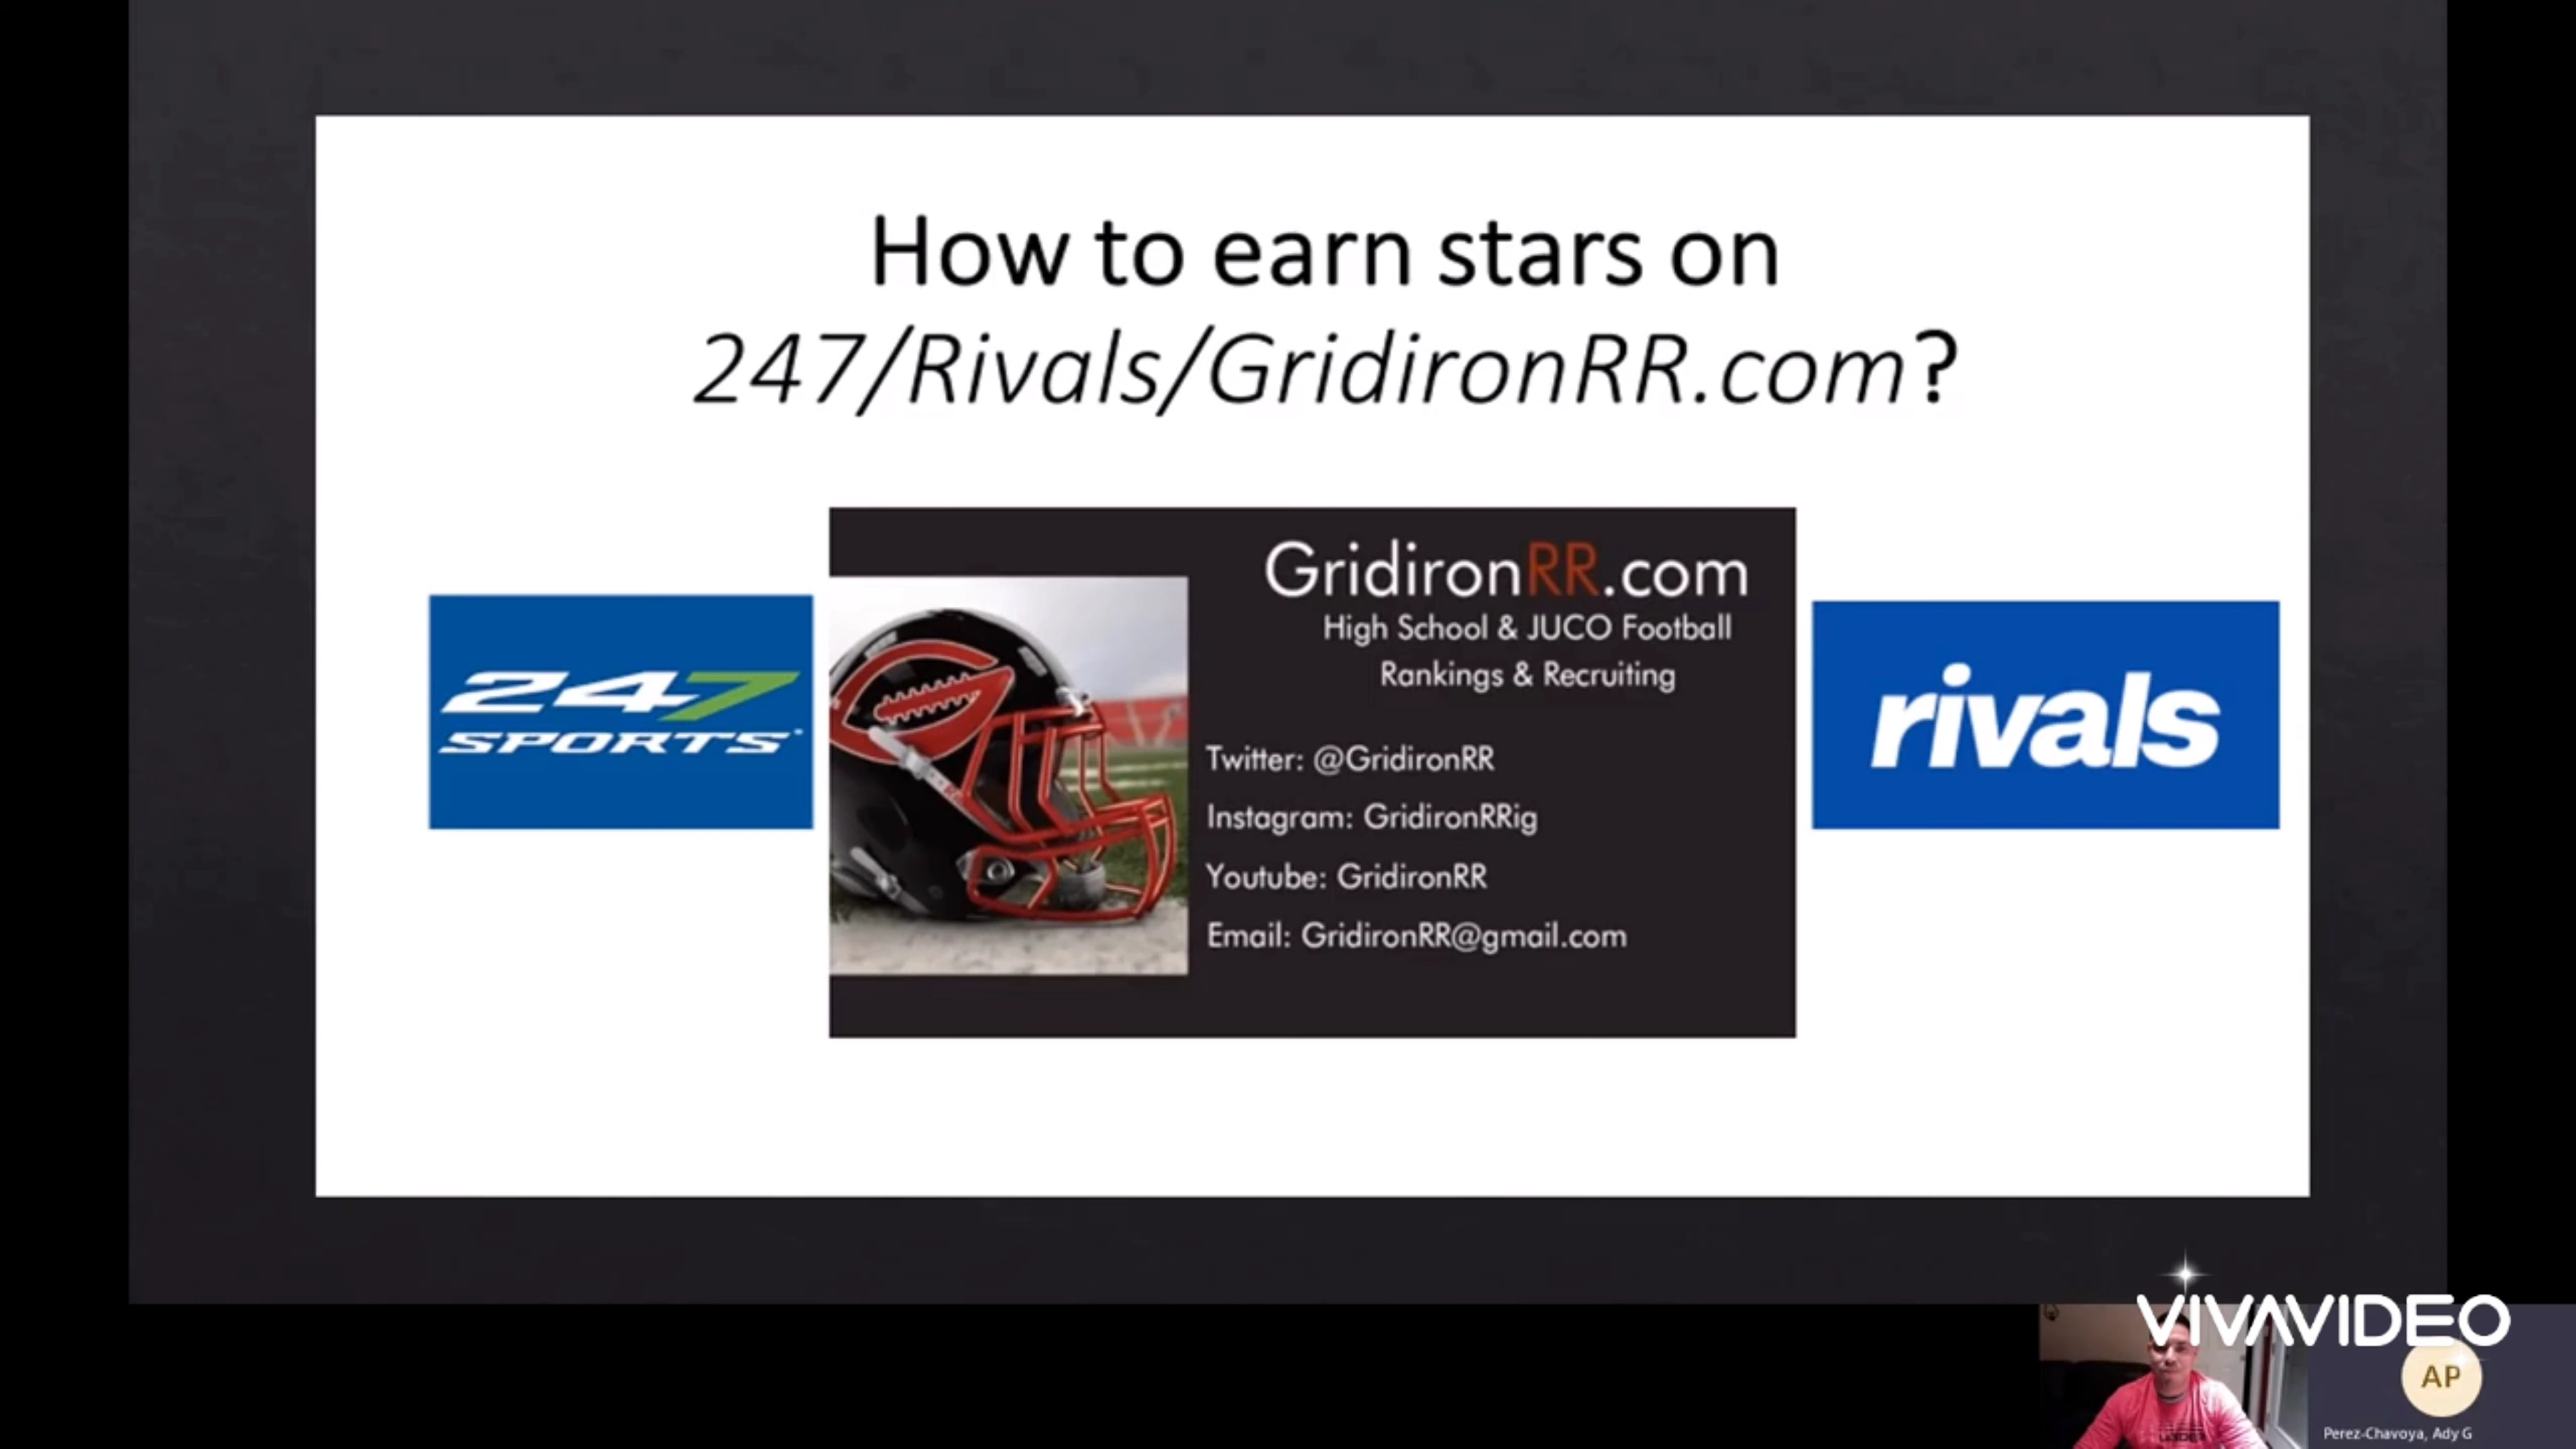 How to earn stars on
247/Rivals/GridironRR.com?
247
SPORTS
GridironRR.com
High School & JUCO Football
Rankings & Recruiting
Twitter: @GridironRR
Instagram: GridironRRig
Youtube: GridironRR
Email: GridironRR@gmail.com
rivals
VIVAVIDEO
AP
Perez-Chavoya, Ady G